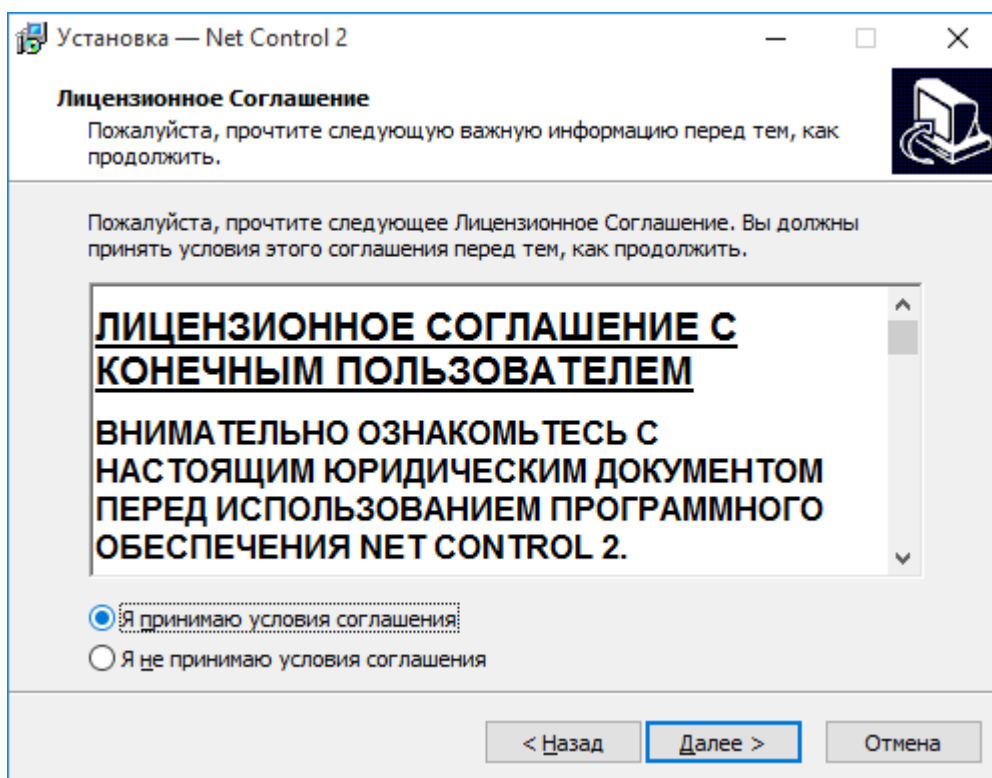 Установка — Net Control 2
Лицензионное Соглашение
Пожалуйста, прочтите следующую важную информацию перед тем, как
продолжить.
Пожалуйста, прочтите следующее Лицензионное Соглашение. Вы должны
принять условия этого соглашения перед тем, как продолжить.
ЛИЦЕНЗИОННОЕ СОГЛАШЕНИЕ С
КОНЕЧНЫМ ПОЛЬЗОВАТЕЛЕМ
ВНИМАТЕЛЬНО ОЗНАКОМЬТЕСЬ С
НАСТОЯЩИМ ЮРИДИЧЕСКИМ ДОКУМЕНТОМ
ПЕРЕД ИСПОЛЬЗОВАНИЕМ ПРОГРАММНОГО
ОБЕСПЕЧЕНИЯ NET CONTROL 2.
Я принимаю условия соглашения
Я не принимаю условия соглашения
< Назад Далее > Отмена